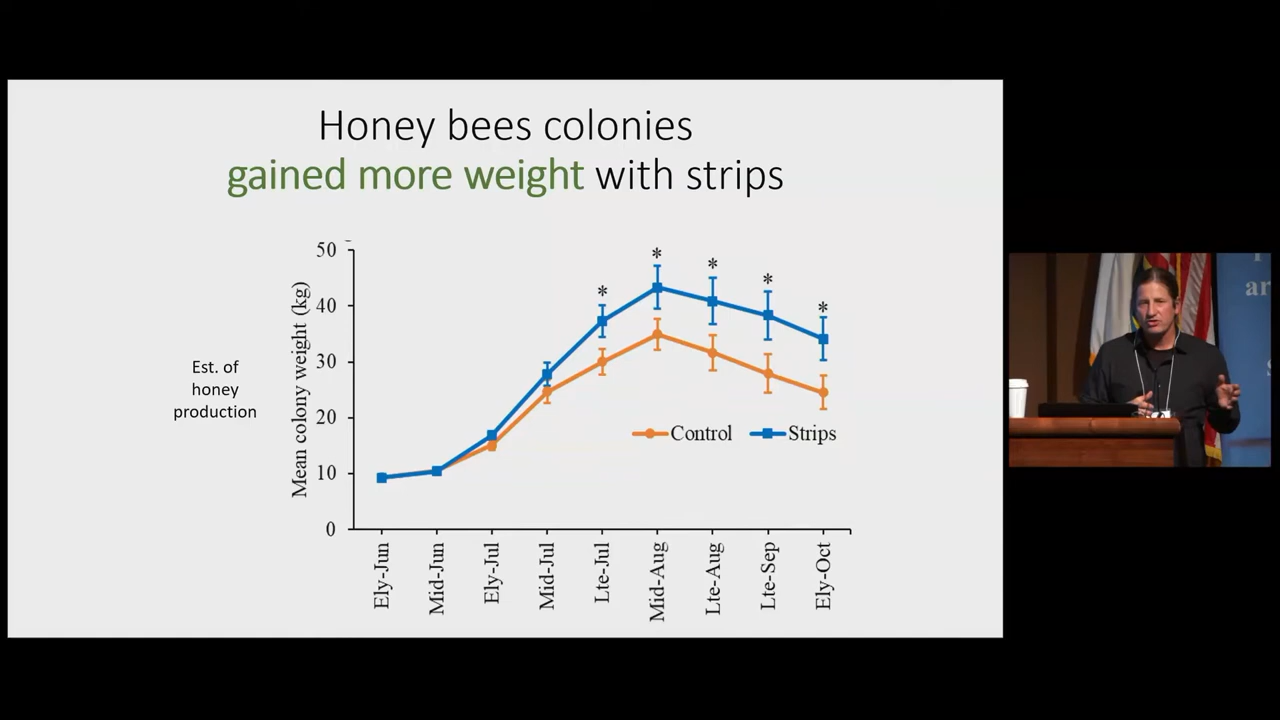 Honey bees colonies
gained more weight with strips
Est. of
honey
production
Mean colony weight (kg)
50
40
30
20
10
0
*
*
*
*
*
Control
Strips
Ely-Jun
Mid-Jun
Ely-Jul
Mid-Jul
Lte-Jul
Mid-Aug
Lte-Aug
Lte-Sep
Ely-Oct